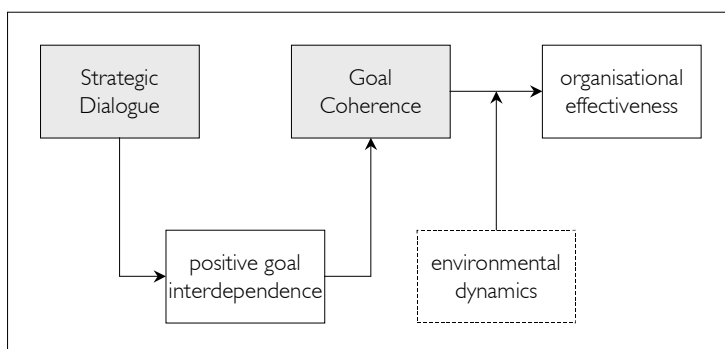 Strategic
Dialogue
Goal
Coherence
organisational
effectiveness
positive goal
interdependence
environmental
dynamics